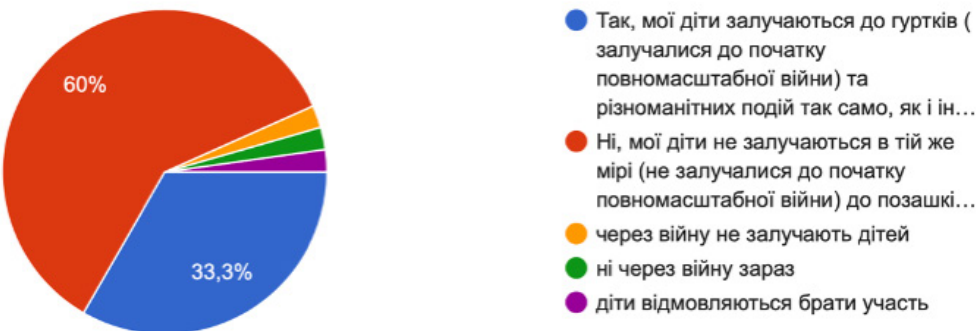 60%
33,3%
Так, мої діти залучаються до гуртків (
залучалися до початку
повномасштабної війни) та
різноманітних подій так само, як і ін…
Ні, мої діти не залучаються в тій же
мірі (не залучалися до початку
повномасштабної війни) до позашкі…
через війну не залучають дітей
ні через війну зараз
діти відмовляються брати участь